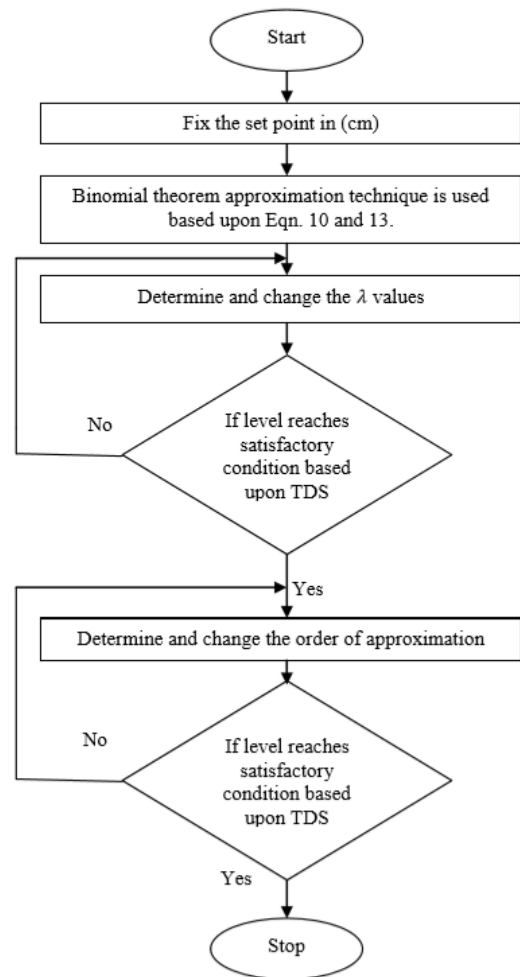 Start
Fix the set point in (cm)
Binomial theorem approximation technique is used
based upon Eqn. 10 and 13.
Determine and change the λ values
No
If level reaches
satisfactory
condition based
upon TDS
Yes
Determine and change the order of approximation
No
If level reaches
satisfactory
condition based
upon TDS
Yes
Stop